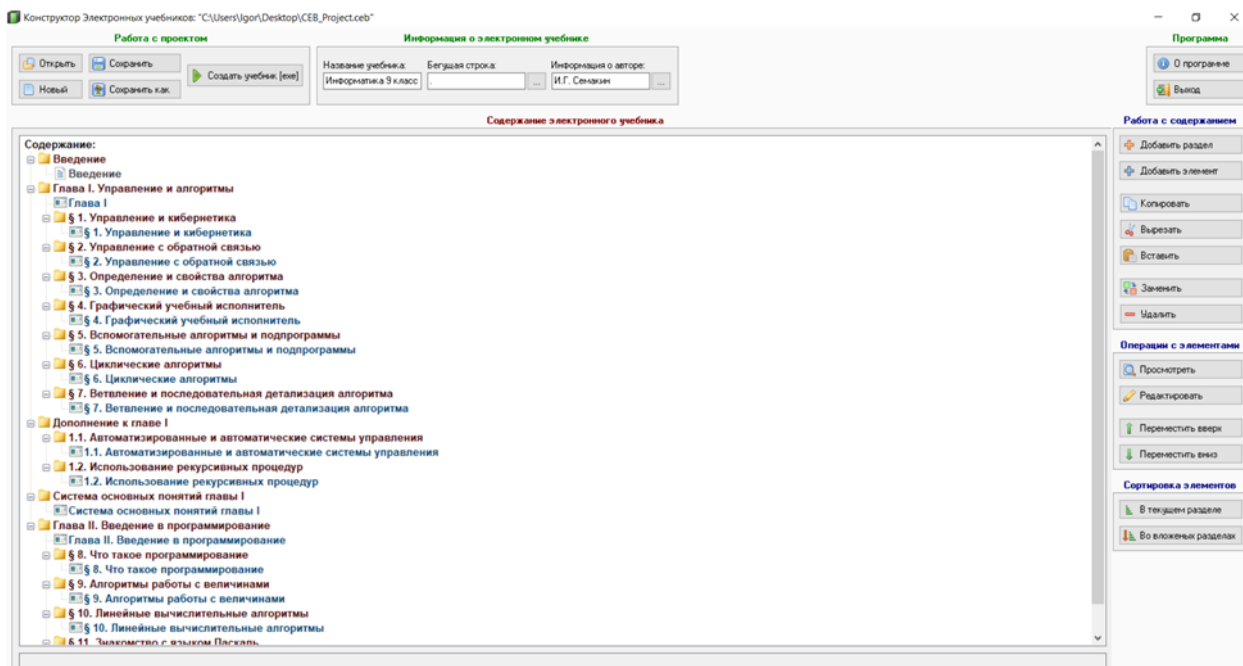 Конструктор Электронных учебников: "C:\Users\Igor\Desktop\CEB_Project.ceb"
Работа с проектом
Открыть
Сохранить
Создать учебник [exe]
Новый
Сохранить как
Информация о электронном учебнике
Название учебника:
Бегущая строка:
Информация о авторе:
Информатика 9 класс
.
...
И.Г. Семакин
...
Программа
О программе
Выход
Содержание электронного учебника
Содержание:
Введение
Введение
Глава I. Управление и алгоритмы
Глава I
§ 1. Управление и кибернетика
§ 1. Управление и кибернетика
§ 2. Управление с обратной связью
§ 2. Управление с обратной связью
§ 3. Определение и свойства алгоритма
§ 3. Определение и свойства алгоритма
§ 4. Графический учебный исполнитель
§ 4. Графический учебный исполнитель
§ 5. Вспомогательные алгоритмы и подпрограммы
§ 5. Вспомогательные алгоритмы и подпрограммы
§ 6. Циклические алгоритмы
§ 6. Циклические алгоритмы
§ 7. Ветвление и последовательная детализация алгоритма
§ 7. Ветвление и последовательная детализация алгоритма
Дополнение к главе I
1.1. Автоматизированные и автоматические системы управления
1.1. Автоматизированные и автоматические системы управления
1.2. Использование рекурсивных процедур
1.2. Использование рекурсивных процедур
Система основных понятий главы I
Система основных понятий главы I
Глава II. Введение в программирование
Глава II. Введение в программирование
§ 8. Что такое программирование
§ 8. Что такое программирование
§ 9. Алгоритмы работы с величинами
§ 9. Алгоритмы работы с величинами
§ 10. Линейные вычислительные алгоритмы
§ 10. Линейные вычислительные алгоритмы
§ 11. Знакомство с языком Паскаль
Работа с содержанием
Добавить раздел
Добавить элемент
Копировать
Вырезать
Вставить
Заменить
Удалить
Операции с элементами
Просмотреть
Редактировать
Переместить вверх
Переместить вниз
Сортировка элементов
В текущем разделе
Во вложеных разделах